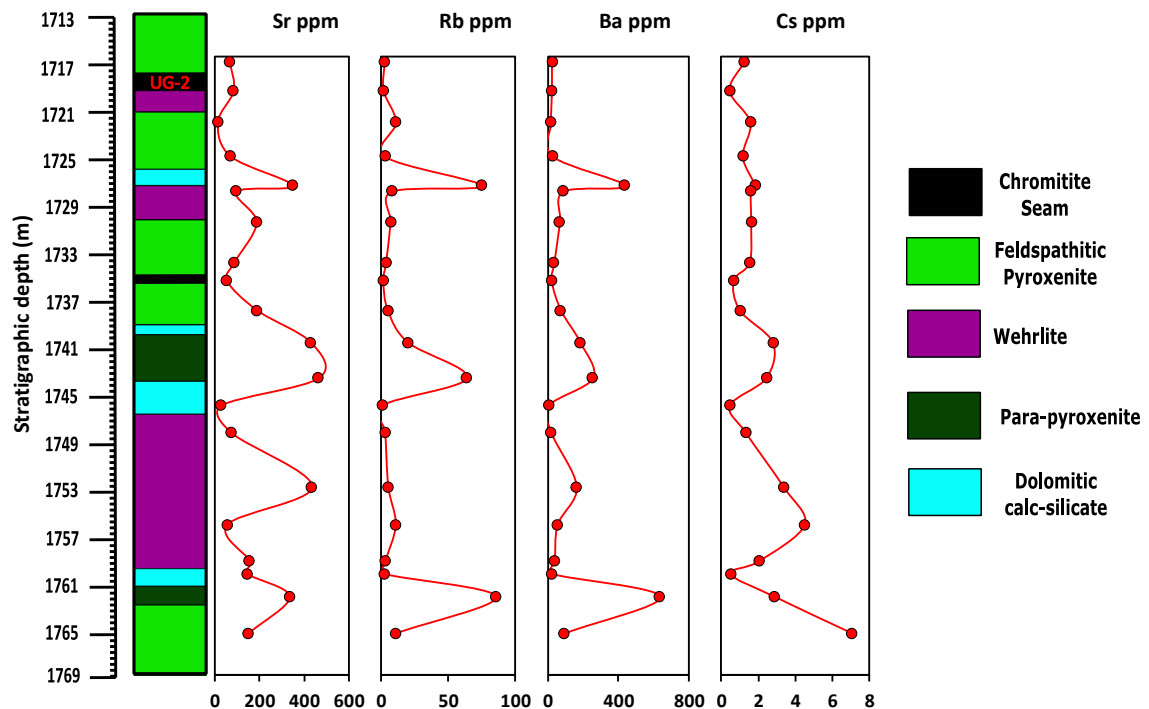 Sr ppm
Rb ppm
Ba ppm
Cs ppm
Stratigraphic depth (m)
1713
1717
1721
1725
1729
1733
1737
1741
1745
1749
1753
1757
1761
1765
1769
UG-2
0 200 400 600
0 50 100
0 400 800
0 2 4 6 8
Chromitite
Seam
Feldspathitic
Pyroxenite
Wehrlite
Para-pyroxenite
Dolomitic
calc-silicate